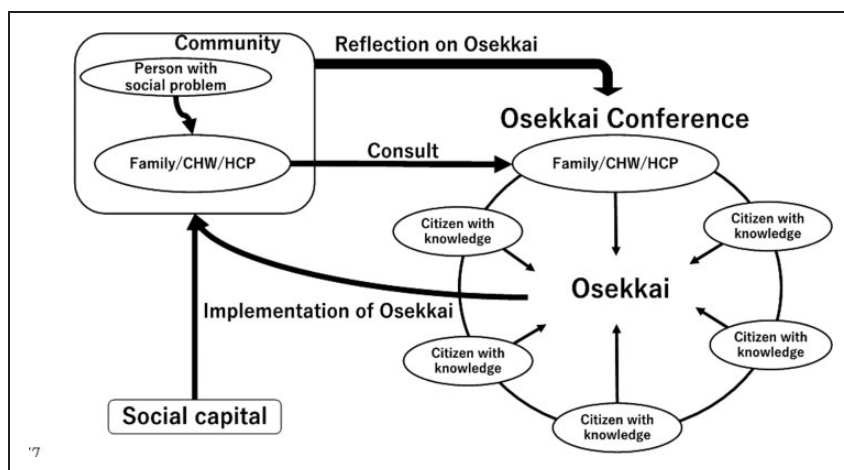 Community
Person with
social problem
Family/CHW/HCP
Reflection on Osekkai
Consult
Osekkai Conference
Family/CHW/HCP
Citizen with
knowledge
Citizen with
knowledge
Osekkai
Implementation of Osekkai
Citizen with
knowledge
Citizen with
knowledge
Citizen with
knowledge
Social capital
'7